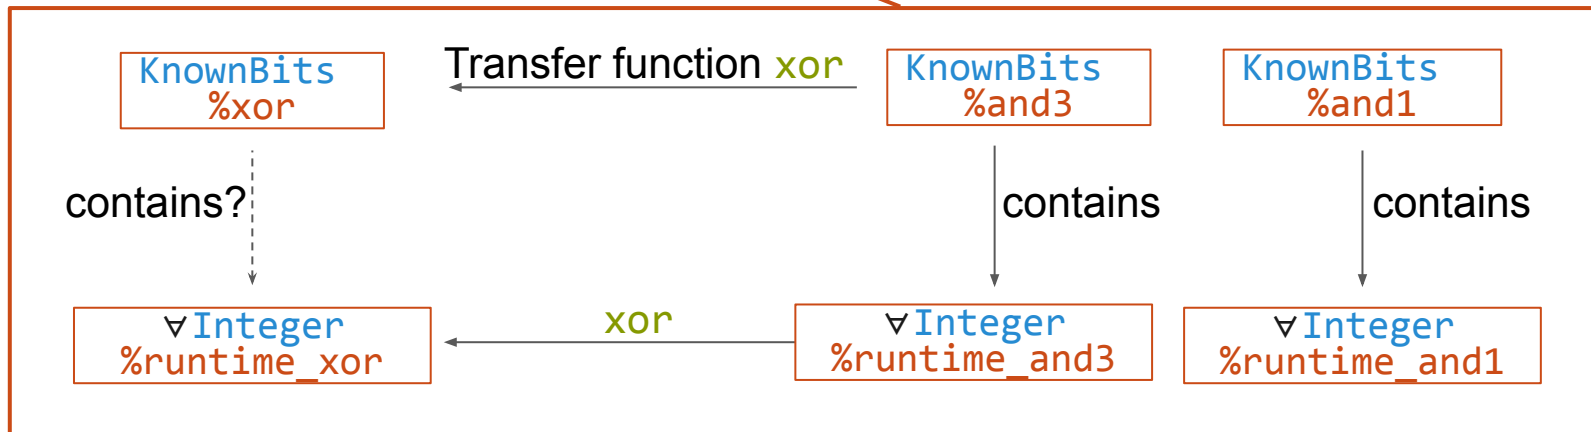 KnownBits
%xor
Transfer function xor
KnownBits
%and3
KnownBits
%and1
contains?
contains
contains
∀Integer
%runtime_xor
xor
∀Integer
%runtime_and3
∀Integer
%runtime_and1